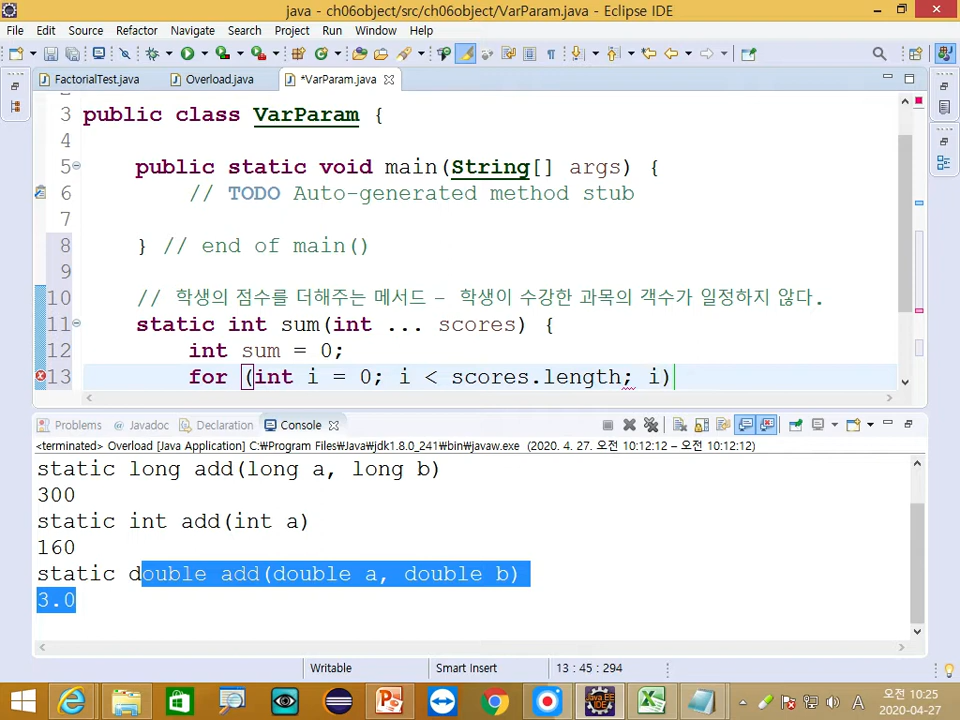 java - ch06object/src/ch06object/VarParam.java - Eclipse IDE
File Edit Source Refactor Navigate Search Project Run Window Help
FactorialTest.java Overload.java *VarParam.java
3 public class VarParam {
4
5 public static void main(String[] args) {
6 // TODO Auto-generated method stub
7
8 } // end of main()
9
10 // 학생의 점수를 더해주는 메서드 – 학생이 수강한 과목의 객수가 일정하지 않다.
11 static int sum(int ... scores) {
12 int sum = 0;
13 for (int i = 0; i < scores.length; i)
Problems Javadoc Declaration Console
<terminated> Overload [Java Application] C:\Program Files\Java\jdk1.8.0_241\bin\javaw.exe (2020. 4. 27. 오전 10:12:12 – 오전 10:12:12)
static long add(long a, long b)
300
static int add(int a)
160
static double add(double a, double b)
3.0
Writable Smart Insert 13 : 45 : 294
A 오전 10:25
2020-04-27